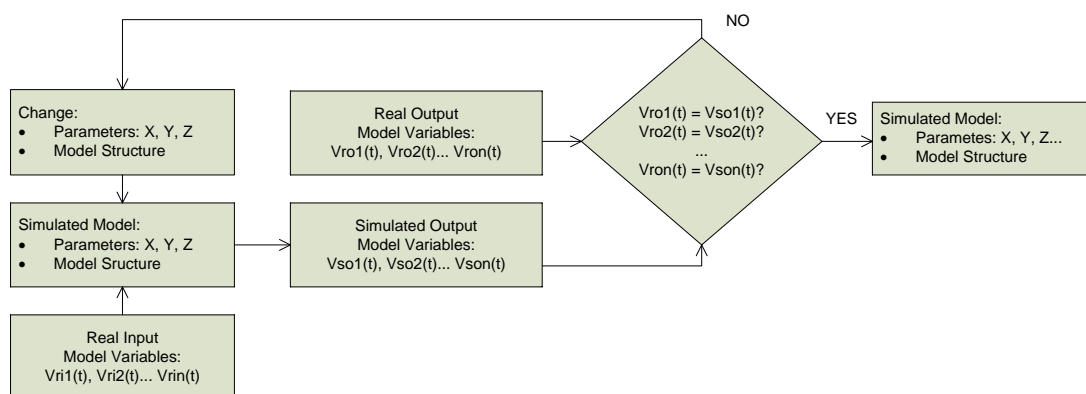 NO
Change:
• Parameters: X, Y, Z
• Model Structure
Real Output
Model Variables:
Vro1(t), Vro2(t)... Vron(t)
Vro1(t) = Vso1(t)?
Vro2(t) = Vso2(t)?
...
Vron(t) = Vson(t)?
YES
Simulated Model:
• Parametes: X, Y, Z...
• Model Structure
Simulated Model:
• Parameters: X, Y, Z
• Model Sructure
Simulated Output
Model Variables:
Vso1(t), Vso2(t)... Vson(t)
Real Input
Model Variables:
Vri1(t), Vri2(t)... Vrin(t)